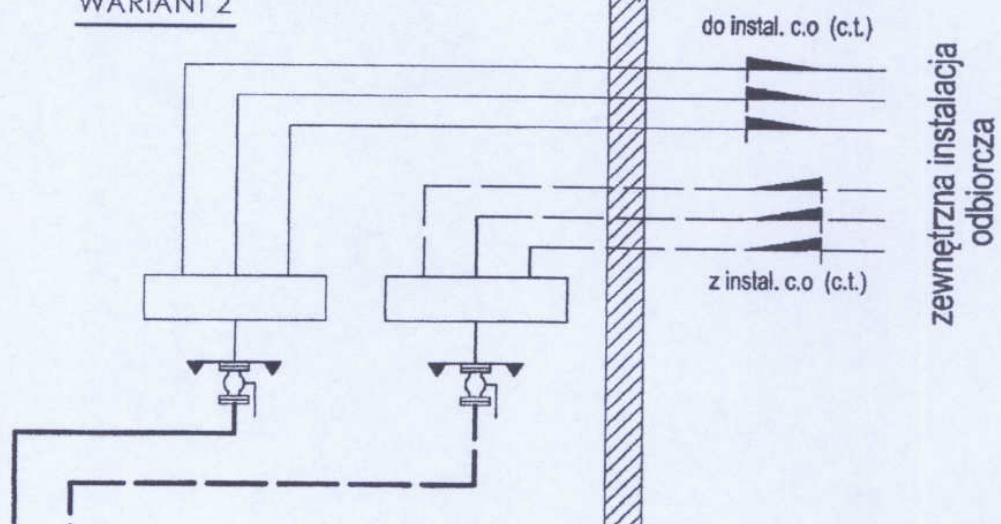 WARIANT 2
do instal. c.o (c.t.)
z instal. c.o (c.t.)
zewnętrzna instalacja
odbiorcza